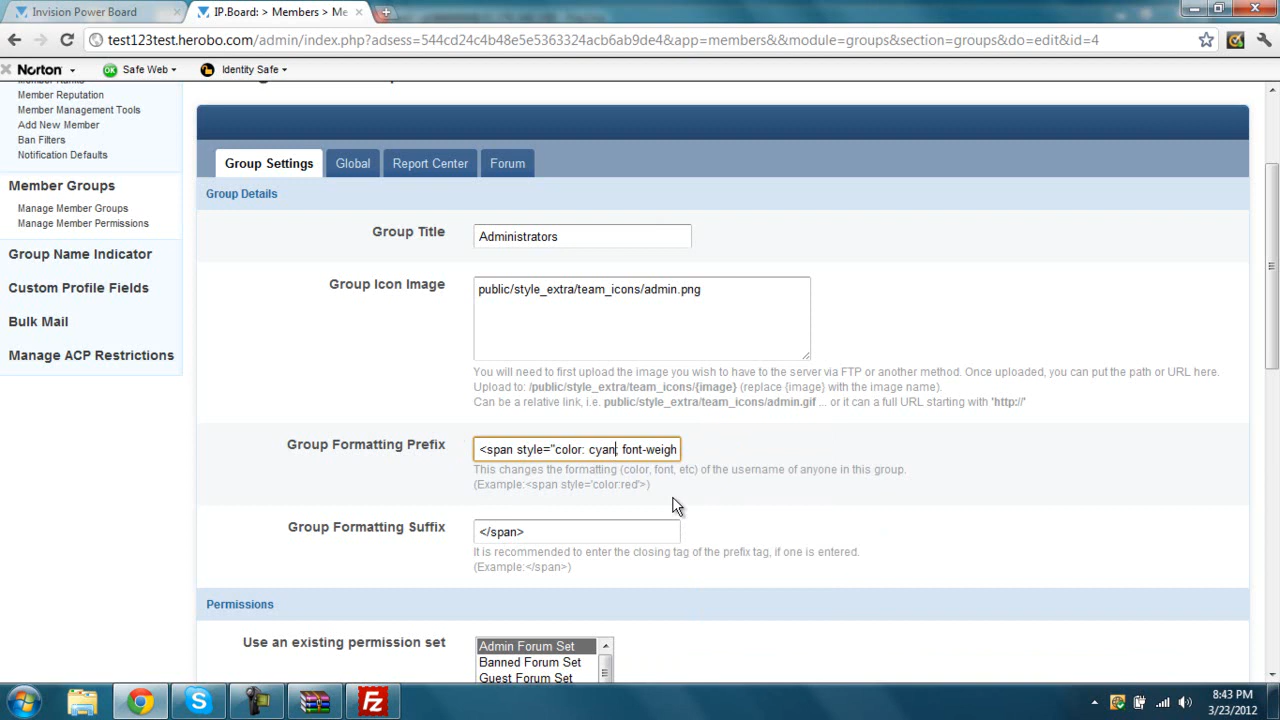 Invision Power Board
IP.Board: > Members > Me
test123test.herobo.com/admin/index.php?adsess=544cd24c4b48e5e5363324acb6ab9de4&app=members&&module=groups&section=groups&do=edit&id=4
Norton
OK Safe Web
Identity Safe
Member Reputation
Member Management Tools
Add New Member
Ban Filters
Notification Defaults
Member Groups
Manage Member Groups
Manage Member Permissions
Group Name Indicator
Custom Profile Fields
Bulk Mail
Manage ACP Restrictions
Group Settings
Global
Report Center
Forum
Group Details
Group Title
Administrators
Group Icon Image
public/style_extra/team_icons/admin.png
You will need to first upload the image you wish to have to the server via FTP or another method. Once uploaded, you can put the path or URL here.
Upload to: /public/style_extra/team_icons/{image} (replace {image} with the image name).
Can be a relative link, i.e. public/style_extra/team_icons/admin.gif ... or it can a full URL starting with 'http://'
Group Formatting Prefix
<span style="color: cyan; font-weigh
This changes the formatting (color, font, etc) of the username of anyone in this group.
(Example:<span style='color:red'>)
Group Formatting Suffix
</span>
It is recommended to enter the closing tag of the prefix tag, if one is entered.
(Example:</span>)
Permissions
Use an existing permission set
Admin Forum Set
Banned Forum Set
Guest Forum Set
8:43 PM
3/23/2012